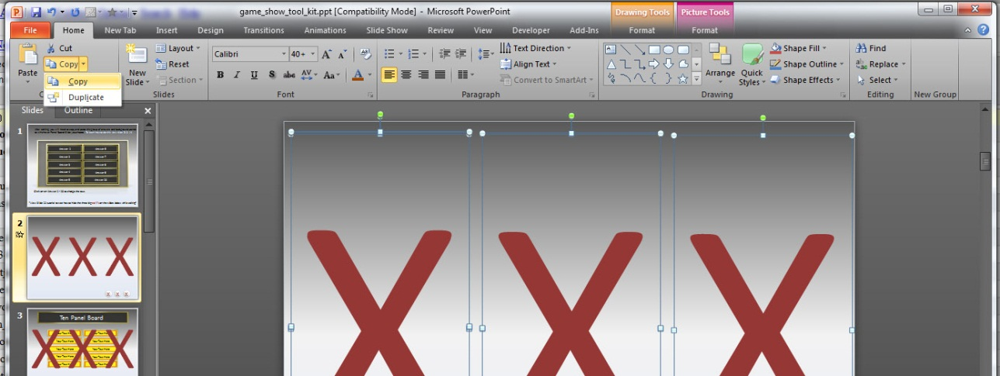 game_show_tool_kit.ppt [Compatibility Mode] - Microsoft PowerPoint
Drawing Tools
Picture Tools
File
Home
New Tab
Insert
Design
Transitions
Animations
Slide Show
Review
View
Developer
Add-Ins
Format
Format
Paste
Cut
Copy
Copy
Duplicate
New
Slide
Layout
Reset
Section
Slides
Calibri
40+
B I U S abc AV Aa A
Font
Text Direction
Align Text
Convert to SmartArt
Paragraph
Arrange
Quick
Styles
Shape Fill
Shape Outline
Shape Effects
Drawing
Find
Replace
Select
Editing
New Group
Slides
Outline
1
2
X X X
3
Ten Panel Board
X X X